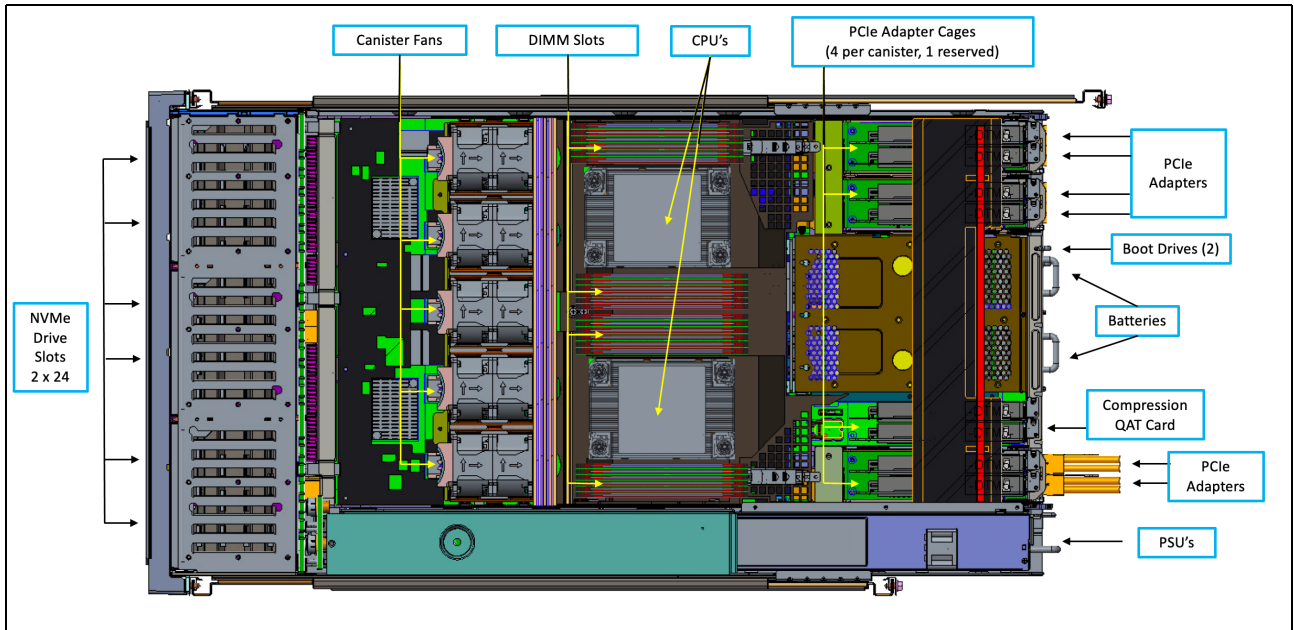 Canister Fans
DIMM Slots
CPU's
PCIe Adapter Cages
(4 per canister, 1 reserved)
PCIe
Adapters
Boot Drives (2)
NVMe
Drive
Slots
2 x 24
Batteries
Compression
QAT Card
PCIe
Adapters
PSU's